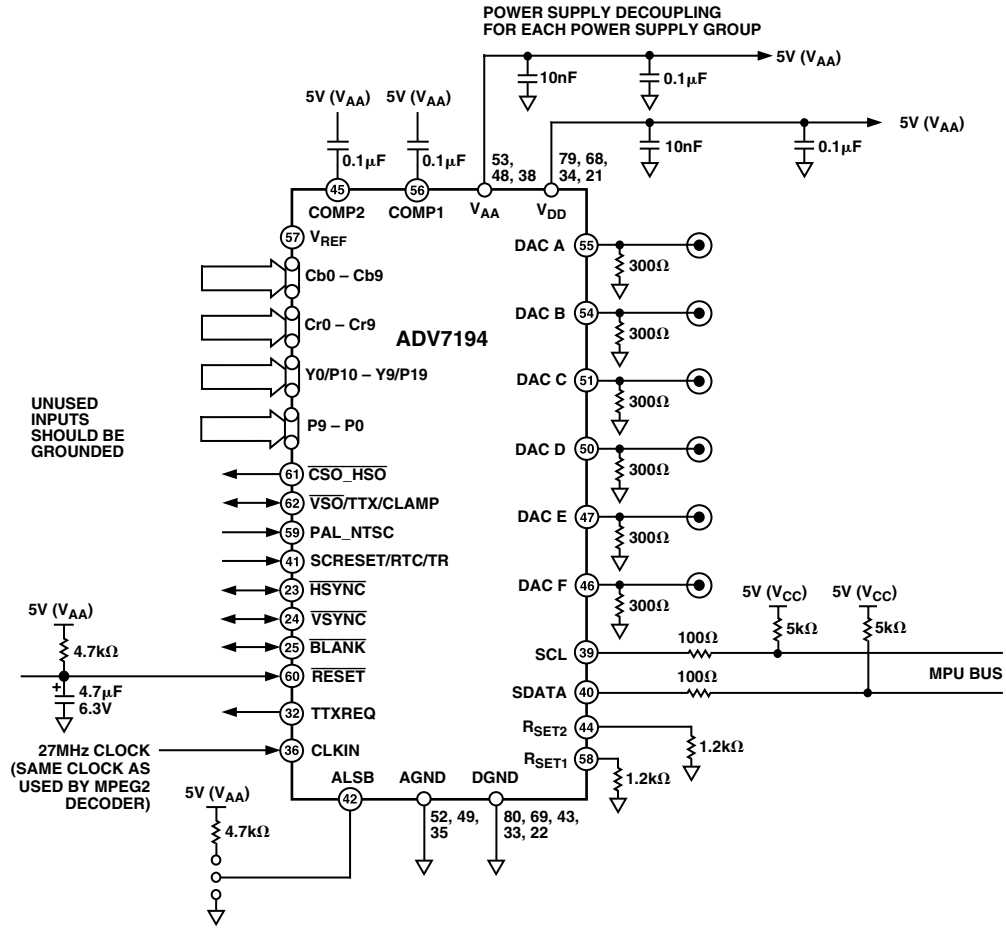 POWER SUPPLY DECOUPLING
FOR EACH POWER SUPPLY GROUP
5V (VAA)
10nF
0.1µF
5V (VAA)
5V (VAA)
5V (VAA)
10nF
0.1µF
0.1µF
0.1µF
53,
48, 38
79, 68,
34, 21
45
56
COMP2
COMP1
VAA
VDD
57
VREF
Cb0 – Cb9
Cr0 – Cr9
ADV7194
Y0/P10 – Y9/P19
P9 – P0
UNUSED
INPUTS
SHOULD BE
GROUNDED
61
CSO_HSO
62
VSO/TTX/CLAMP
59
PAL_NTSC
41
SCRESET/RTC/TR
23
HSYNC
24
VSYNC
25
BLANK
60
RESET
32
TTXREQ
36
CLKIN
5V (VAA)
4.7kΩ
+
4.7µF
6.3V
27MHz CLOCK
(SAME CLOCK AS
USED BY MPEG2
DECODER)
5V (VAA)
4.7kΩ
ALSB
42
AGND
52, 49,
35
DGND
80, 69, 43,
33, 22
DAC A
55
300Ω
DAC B
54
300Ω
DAC C
51
300Ω
DAC D
50
300Ω
DAC E
47
300Ω
DAC F
46
300Ω
5V (VCC)
5V (VCC)
5kΩ
5kΩ
SCL
39
100Ω
MPU BUS
SDATA
40
100Ω
RSET2
44
1.2kΩ
RSET1
58
1.2kΩ